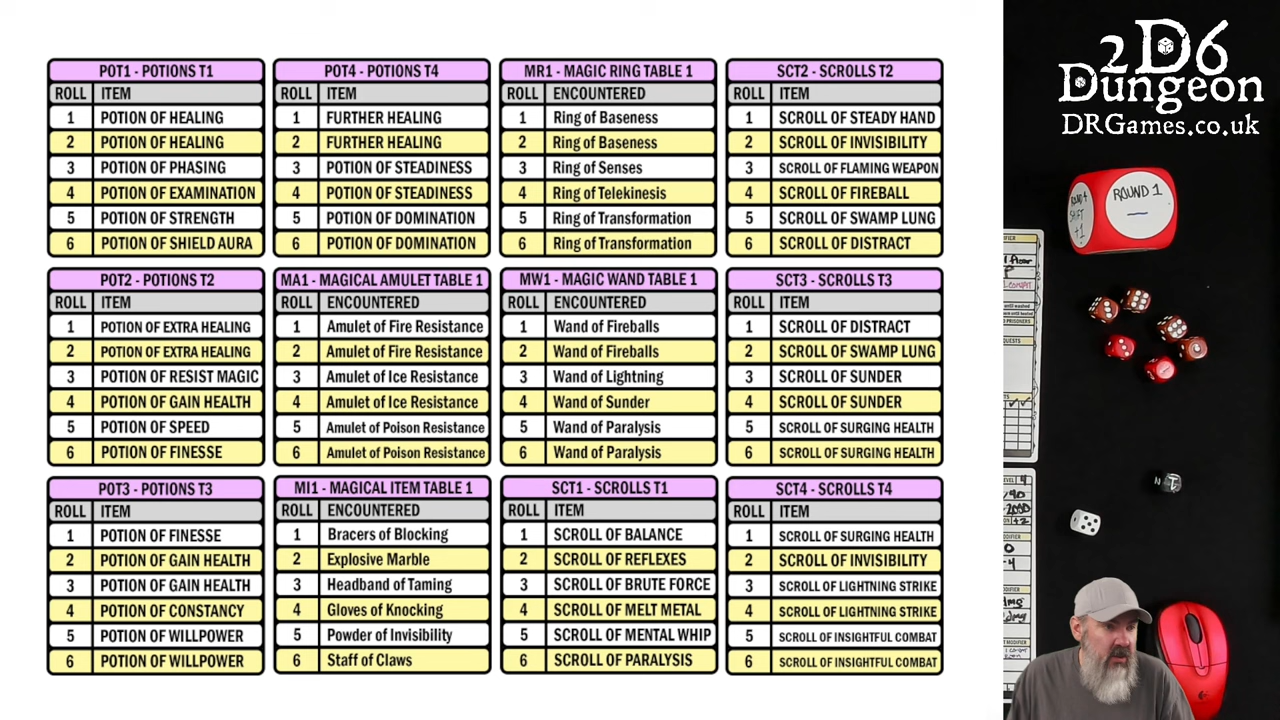 POT1 - POTIONS T1
ROLL ITEM
1 POTION OF HEALING
2 POTION OF HEALING
3 POTION OF PHASING
4 POTION OF EXAMINATION
5 POTION OF STRENGTH
6 POTION OF SHIELD AURA
POT2 - POTIONS T2
ROLL ITEM
1 POTION OF EXTRA HEALING
2 POTION OF EXTRA HEALING
3 POTION OF RESIST MAGIC
4 POTION OF GAIN HEALTH
5 POTION OF SPEED
6 POTION OF FINESSE
POT3 - POTIONS T3
ROLL ITEM
1 POTION OF FINESSE
2 POTION OF GAIN HEALTH
3 POTION OF GAIN HEALTH
4 POTION OF CONSTANCY
5 POTION OF WILLPOWER
6 POTION OF WILLPOWER
POT4 - POTIONS T4
ROLL ITEM
1 FURTHER HEALING
2 FURTHER HEALING
3 POTION OF STEADINESS
4 POTION OF STEADINESS
5 POTION OF DOMINATION
6 POTION OF DOMINATION
MA1 - MAGICAL AMULET TABLE 1
ROLL ENCOUNTERED
1 Amulet of Fire Resistance
2 Amulet of Fire Resistance
3 Amulet of Ice Resistance
4 Amulet of Ice Resistance
5 Amulet of Poison Resistance
6 Amulet of Poison Resistance
MI1 - MAGICAL ITEM TABLE 1
ROLL ENCOUNTERED
1 Bracers of Blocking
2 Explosive Marble
3 Headband of Taming
4 Gloves of Knocking
5 Powder of Invisibility
6 Staff of Claws
MR1 - MAGIC RING TABLE 1
ROLL ENCOUNTERED
1 Ring of Baseness
2 Ring of Baseness
3 Ring of Senses
4 Ring of Telekinesis
5 Ring of Transformation
6 Ring of Transformation
MW1 - MAGIC WAND TABLE 1
ROLL ENCOUNTERED
1 Wand of Fireballs
2 Wand of Fireballs
3 Wand of Lightning
4 Wand of Sunder
5 Wand of Paralysis
6 Wand of Paralysis
SCT1 - SCROLLS T1
ROLL ITEM
1 SCROLL OF BALANCE
2 SCROLL OF REFLEXES
3 SCROLL OF BRUTE FORCE
4 SCROLL OF MELT METAL
5 SCROLL OF MENTAL WHIP
6 SCROLL OF PARALYSIS
SCT2 - SCROLLS T2
ROLL ITEM
1 SCROLL OF STEADY HAND
2 SCROLL OF INVISIBILITY
3 SCROLL OF FLAMING WEAPON
4 SCROLL OF FIREBALL
5 SCROLL OF SWAMP LUNG
6 SCROLL OF DISTRACT
SCT3 - SCROLLS T3
ROLL ITEM
1 SCROLL OF DISTRACT
2 SCROLL OF SWAMP LUNG
3 SCROLL OF SUNDER
4 SCROLL OF SUNDER
5 SCROLL OF SURGING HEALTH
6 SCROLL OF SURGING HEALTH
SCT4 - SCROLLS T4
ROLL ITEM
1 SCROLL OF SURGING HEALTH
2 SCROLL OF INVISIBILITY
3 SCROLL OF LIGHTNING STRIKE
4 SCROLL OF LIGHTNING STRIKE
5 SCROLL OF INSIGHTFUL COMBAT
6 SCROLL OF INSIGHTFUL COMBAT
2D6
Dungeon
DRGames.co.uk
ROUND 1
SHIFT
+1